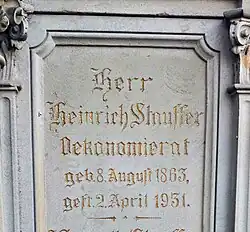 Herr
Heinrich Stauffer
Oekonomierat
geb. 8. August 1863,
gest. 2. April 1951.